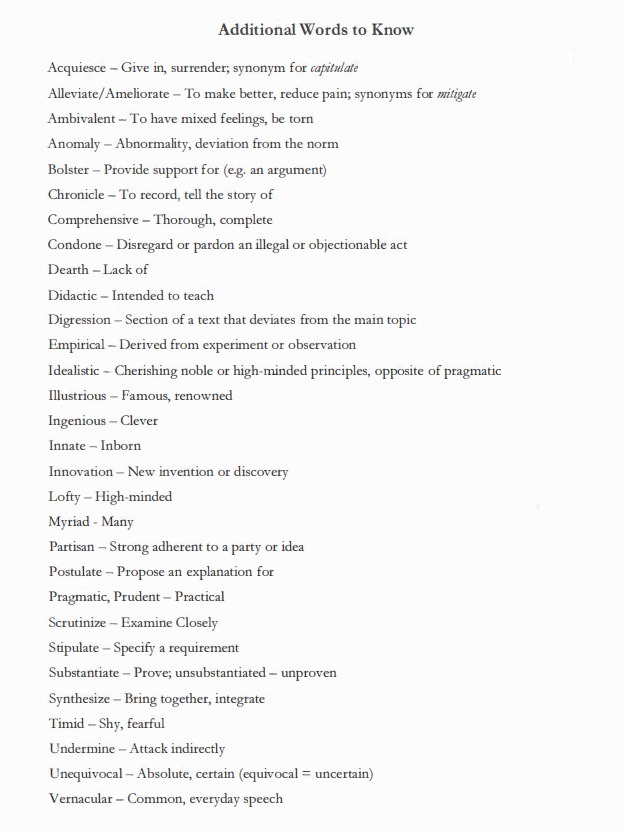 Additional Words to Know
Acquiesce – Give in, surrender; synonym for capitulate
Alleviate/Ameliorate – To make better, reduce pain; synonyms for mitigate
Ambivalent – To have mixed feelings, be torn
Anomaly – Abnormality, deviation from the norm
Bolster – Provide support for (e.g. an argument)
Chronicle – To record, tell the story of
Comprehensive – Thorough, complete
Condone – Disregard or pardon an illegal or objectionable act
Dearth – Lack of
Didactic – Intended to teach
Digression – Section of a text that deviates from the main topic
Empirical – Derived from experiment or observation
Idealistic – Cherishing noble or high-minded principles, opposite of pragmatic
Illustrious – Famous, renowned
Ingenious – Clever
Innate – Inborn
Innovation – New invention or discovery
Lofty – High-minded
Myriad - Many
Partisan – Strong adherent to a party or idea
Postulate – Propose an explanation for
Pragmatic, Prudent – Practical
Scrutinize – Examine Closely
Stipulate – Specify a requirement
Substantiate – Prove; unsubstantiated – unproven
Synthesize – Bring together, integrate
Timid – Shy, fearful
Undermine – Attack indirectly
Unequivocal – Absolute, certain (equivocal = uncertain)
Vernacular – Common, everyday speech